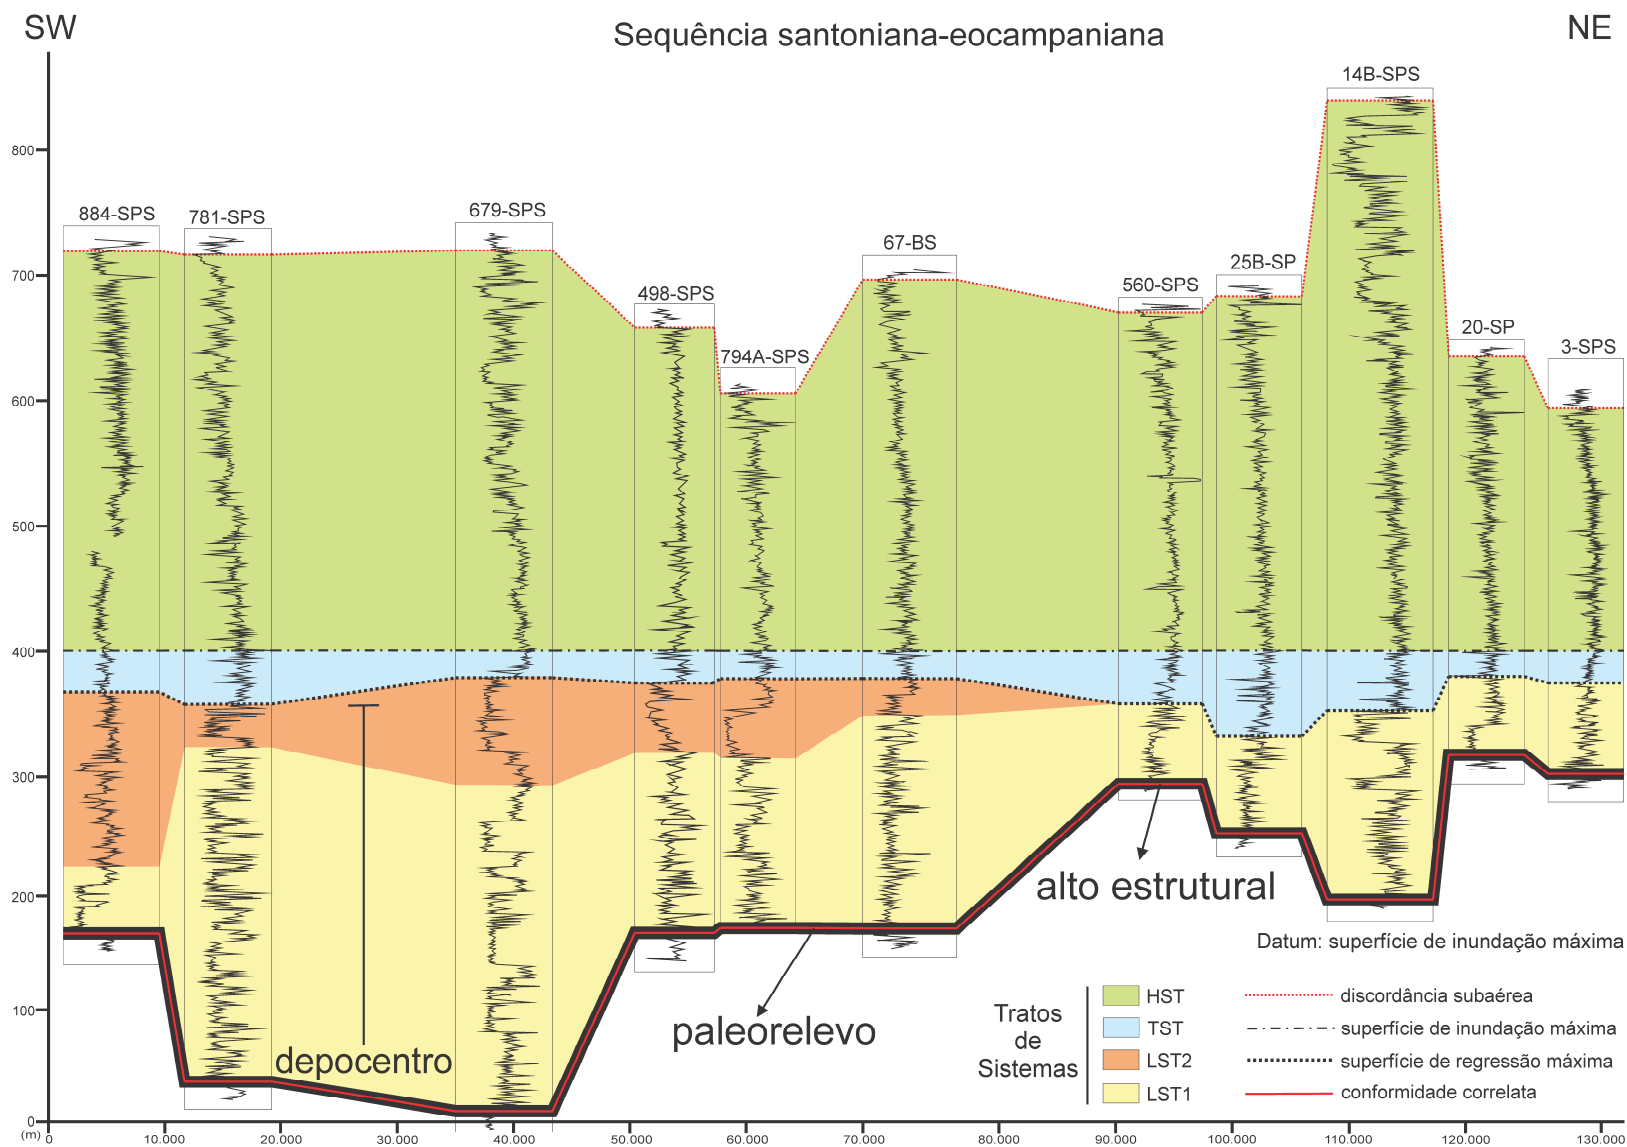 SW
Sequência santoniana-eocampaniana
NE
14B-SPS
800
884-SPS
781-SPS
679-SPS
67-BS
25B-SP
700
498-SPS
560-SPS
20-SP
3-SPS
794A-SPS
600
500
400
300
alto estrutural
200
Datum: superfície de inundação máxima
100
depocentro
paleorelevo
Tratos
de
Sistemas
HST
TST
LST2
LST1
discordância subaérea
superfície de inundação máxima
superfície de regressão máxima
conformidade correlata
0
(m)
0 10.000 20.000 30.000 40.000 50.000 60.000 70.000 80.000 90.000 100.000 110.000 120.000 130.000